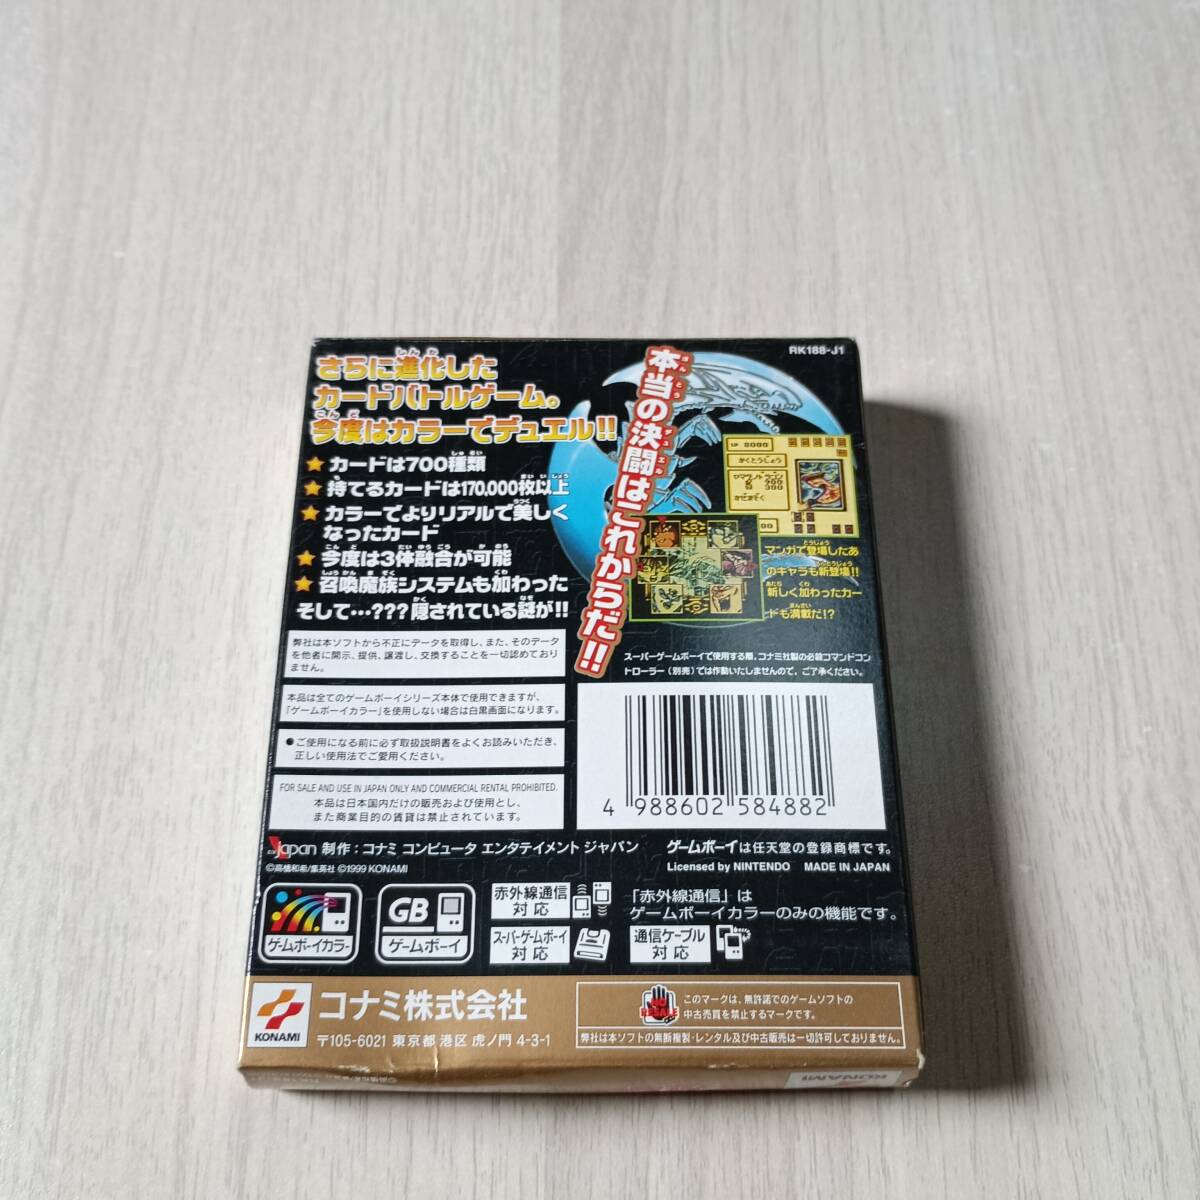 RK188-J1
さらに進化した
カードバトルゲーム。
今度はカラーでデュエル!!
★カードは700種類
★持てるカードは170,000枚以上
★カラーでよりリアルで美しく
なったカード
★今度は3体融合が可能
★召喚魔族システムも加わった
そして…???隠されている謎が!!
本当の決闘はこれからだ!!
LP 8000
かくとうじょう
マンガで登場したあ
のキャラも新登場!!
新しく加わったカー
ドも満載だ!?
弊社は本ソフトから不正にデータを取得し、また、そのデータ
を他者に開示、提供、譲渡し、交換することを一切認めており
ません。
本品は全てのゲームボーイシリーズ本体で使用できますが、
「ゲームボーイカラー」を使用しない場合は白黒画面になります。
●ご使用になる前に必ず取扱説明書をよくお読みいただき、
正しい使用法でご愛用ください。
FOR SALE AND USE IN JAPAN ONLY AND COMMERCIAL RENTAL PROHIBITED.
本品は日本国内だけの販売および使用とし、
また商業目的の賃貸は禁止されています。
スーパーゲームボーイで使用する際、コナミ社製の必殺コマンドコン
トローラー(別売)では作動いたしませんので、ご了承ください。
4 988602 584882
japan 制作:コナミ コンピュータ エンタテイメント ジャパン
©高橋和希/集英社 ©1999 KONAMI
ゲームボーイは任天堂の登録商標です。
Licensed by NINTENDO MADE IN JAPAN
ゲームボーイカラー
GB
ゲームボーイ
赤外線通信
対応
スーパーゲームボーイ
対応
「赤外線通信」は
ゲームボーイカラーのみの機能です。
通信ケーブル
対応
KONAMI
コナミ株式会社
〒105-6021 東京都 港区 虎ノ門 4-3-1
NO RESALE
このマークは、無許諾でのゲームソフトの
中古売買を禁止するマークです。
弊社は本ソフトの無断複製・レンタル及び中古販売は一切許可しておりません。
KONAMI